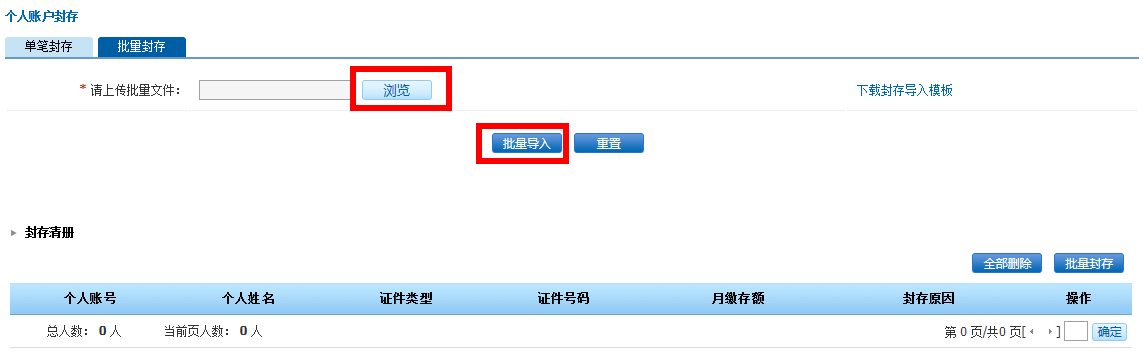 个人账户封存
单笔封存 批量封存
* 请上传批量文件： 浏览 下载封存导入模板
批量导入 重置
封存清册
全部删除 批量封存
个人账号 个人姓名 证件类型 证件号码 月缴存额 封存原因 操作
总人数： 0 人 当前页人数： 0 人 第 0 页/共0 页[ ] 确定